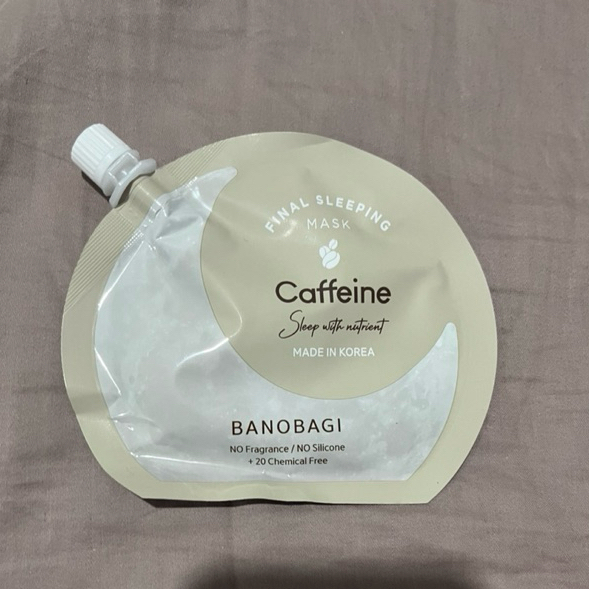 FINAL SLEEPING
MASK
Caffeine
Sleep with nutrient
MADE IN KOREA
BANOBAGI
NO Fragrance / NO Silicone
+ 20 Chemical Free